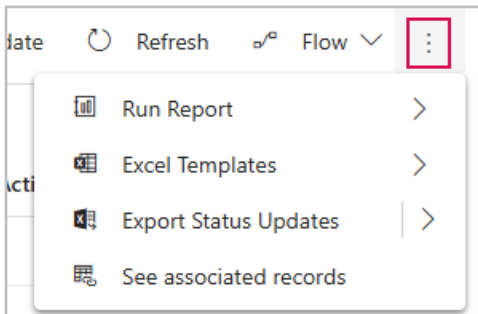 date Refresh Flow
Run Report
Excel Templates
Acti
Export Status Updates
See associated records